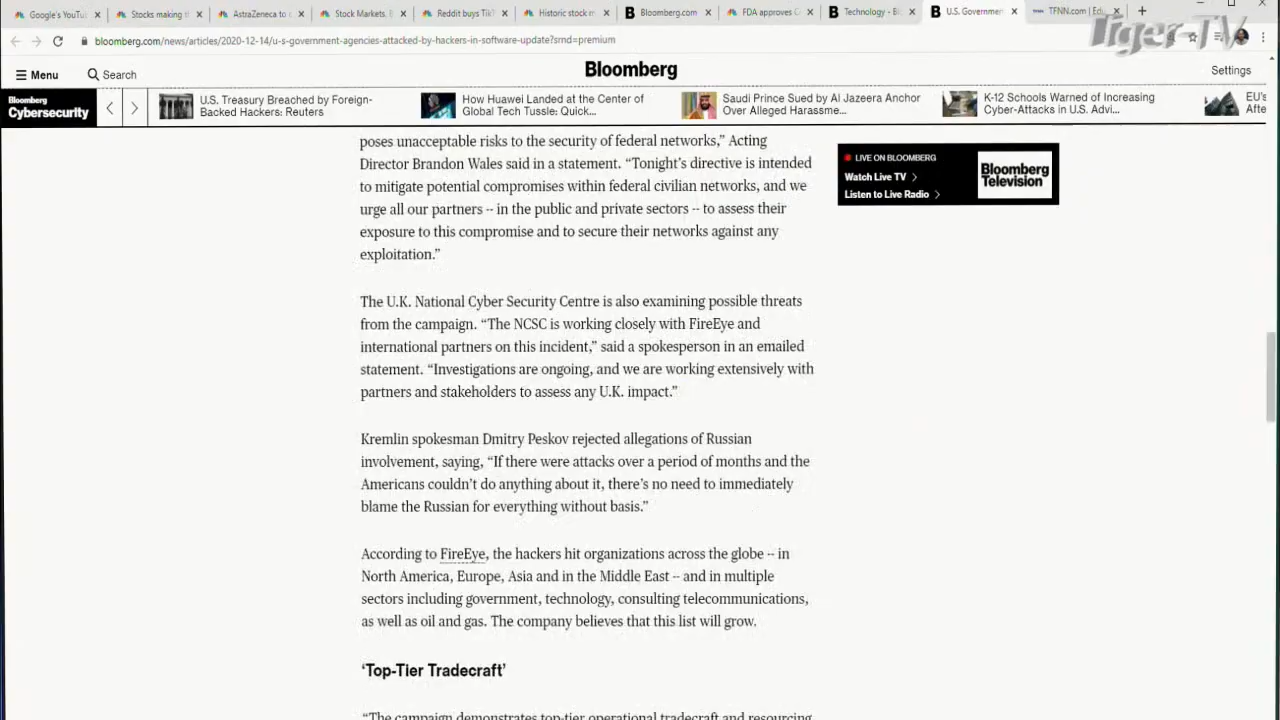 Google's YouTu
Stocks making t
AstraZeneca to
Stock Markets, B
Reddit buys TikT
Historic stock m
Bloomberg.com
FDA approves G
Technology - Bl
U.S. Governmen
TFNN.com | Edu
Tiger-TV
bloomberg.com/news/articles/2020-12-14/u-s-government-agencies-attacked-by-hackers-in-software-update?srnd=premium
Menu
Search
Bloomberg
Settings
Bloomberg
Cybersecurity
U.S. Treasury Breached by Foreign-
Backed Hackers: Reuters
How Huawei Landed at the Center of
Global Tech Tussle: Quick...
Saudi Prince Sued by Al Jazeera Anchor
Over Alleged Harassme...
K-12 Schools Warned of Increasing
Cyber-Attacks in U.S. Advi...
EU's
Afte
poses unacceptable risks to the security of federal networks,” Acting
Director Brandon Wales said in a statement. “Tonight’s directive is intended
to mitigate potential compromises within federal civilian networks, and we
urge all our partners -- in the public and private sectors -- to assess their
exposure to this compromise and to secure their networks against any
exploitation.”
LIVE ON BLOOMBERG
Watch Live TV
Listen to Live Radio
Bloomberg
Television
The U.K. National Cyber Security Centre is also examining possible threats
from the campaign. “The NCSC is working closely with FireEye and
international partners on this incident,” said a spokesperson in an emailed
statement. “Investigations are ongoing, and we are working extensively with
partners and stakeholders to assess any U.K. impact.”
Kremlin spokesman Dmitry Peskov rejected allegations of Russian
involvement, saying, “If there were attacks over a period of months and the
Americans couldn’t do anything about it, there’s no need to immediately
blame the Russian for everything without basis.”
According to FireEye, the hackers hit organizations across the globe -- in
North America, Europe, Asia and in the Middle East -- and in multiple
sectors including government, technology, consulting telecommunications,
as well as oil and gas. The company believes that this list will grow.
‘Top-Tier Tradecraft’
“The campaign demonstrates top-tier operational tradecraft and resourcing